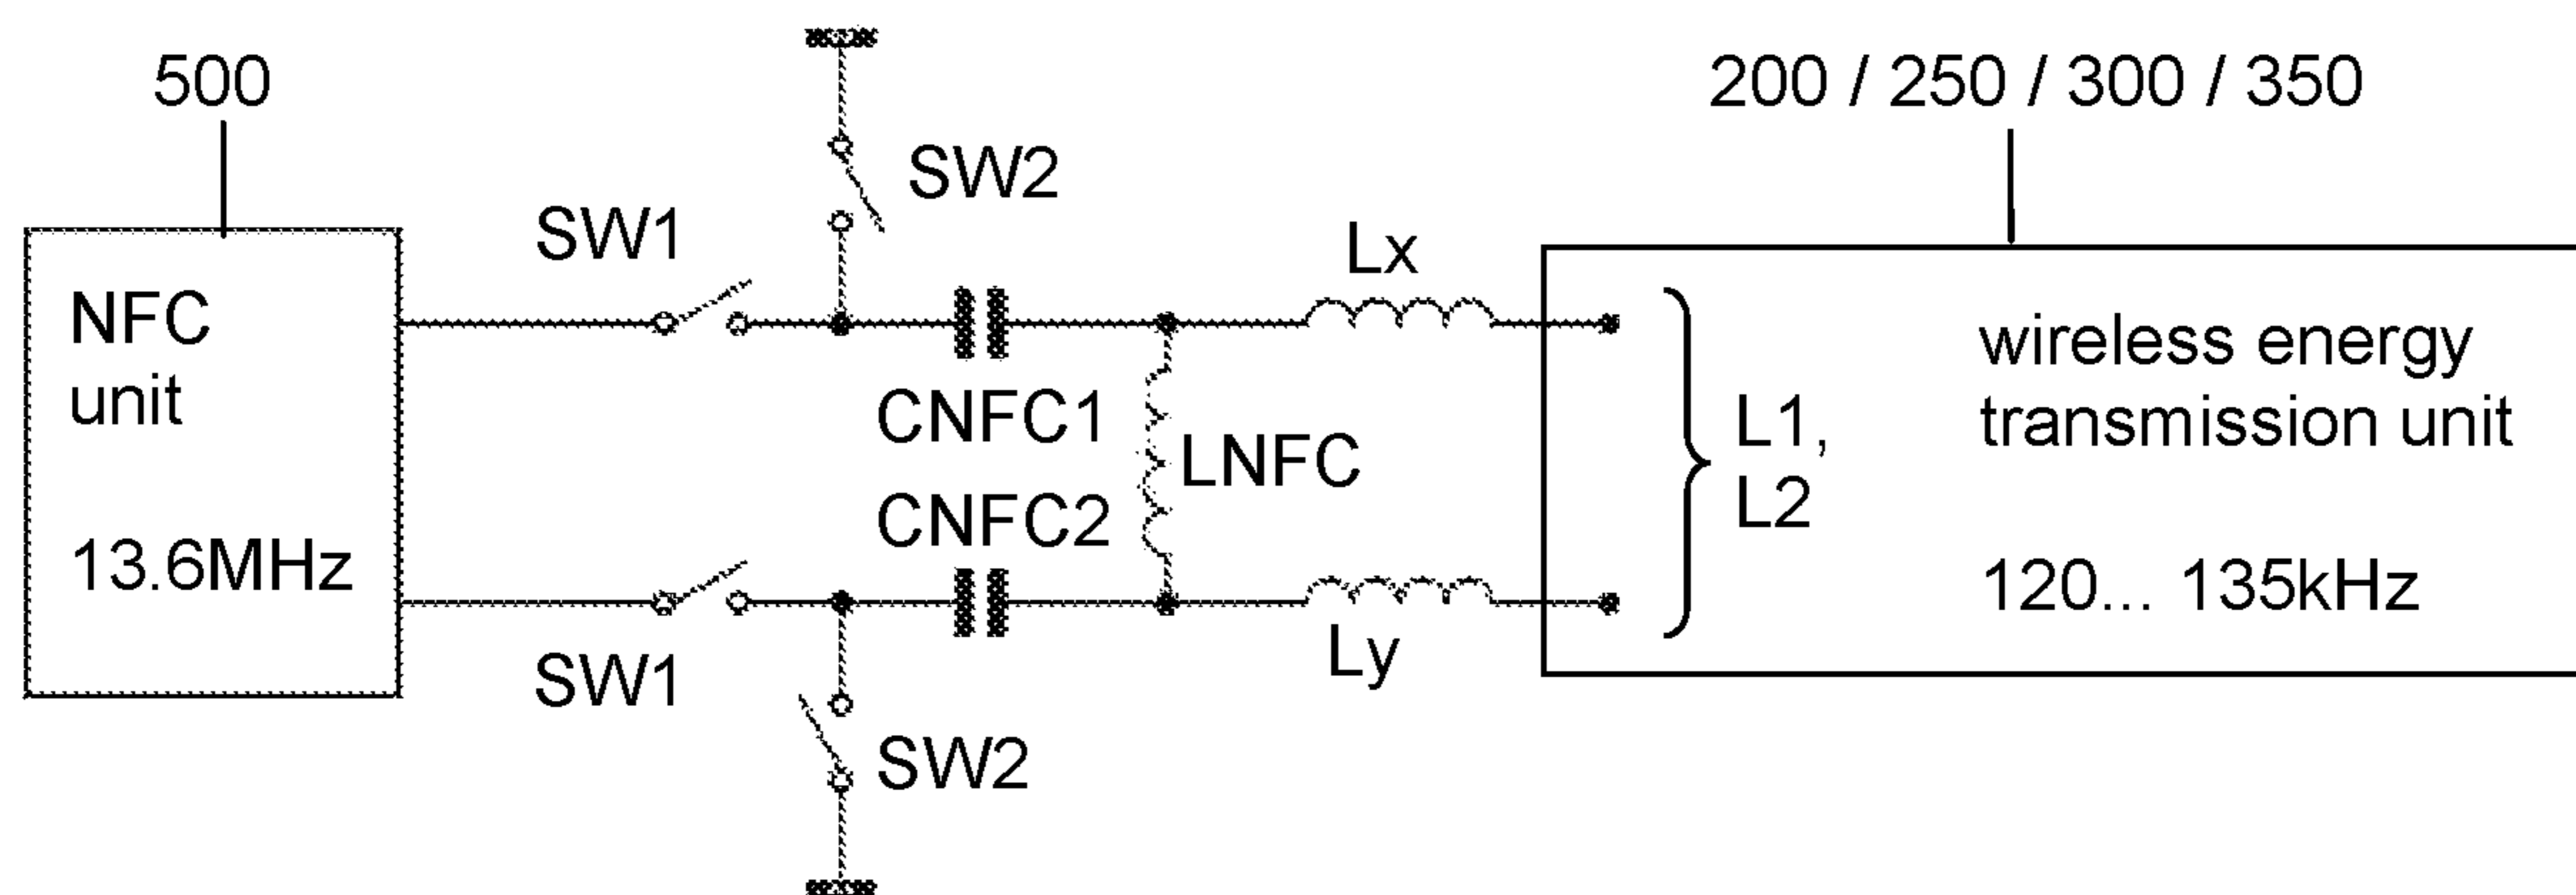 500
200 / 250 / 300 / 350
SW2
SW1
Lx
NFC
unit
13.6MHz
CNFC1
LNFC
CNFC2
L1,
L2
wireless energy
transmission unit
120... 135kHz
SW1
Ly
SW2